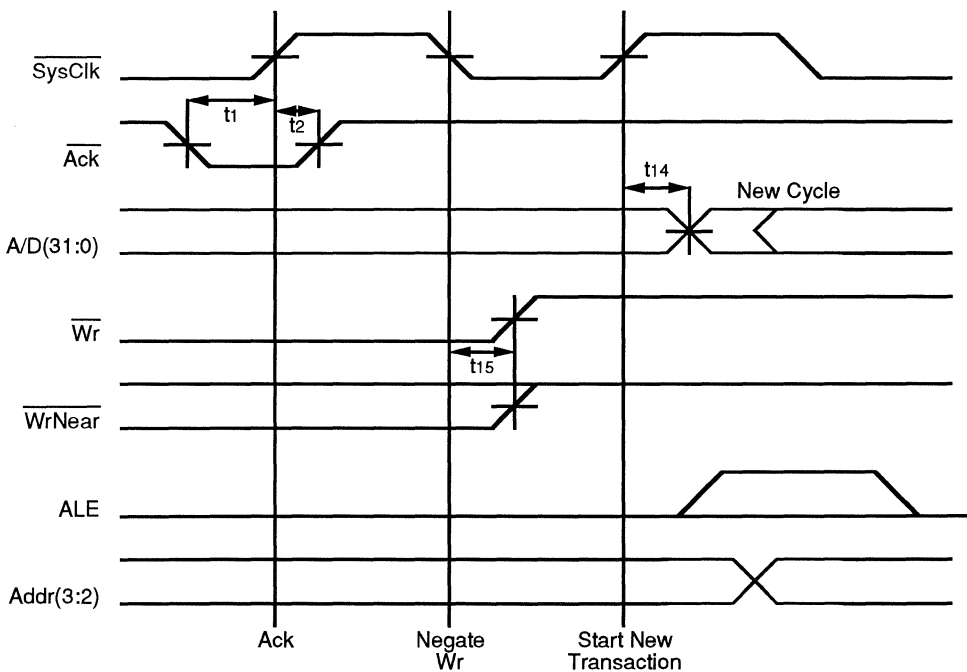 SysClk
t1
t2
Ack
t14
New Cycle
A/D(31:0)
Wr
t15
WrNear
ALE
Addr(3:2)
Ack
Negate
Wr
Start New
Transaction